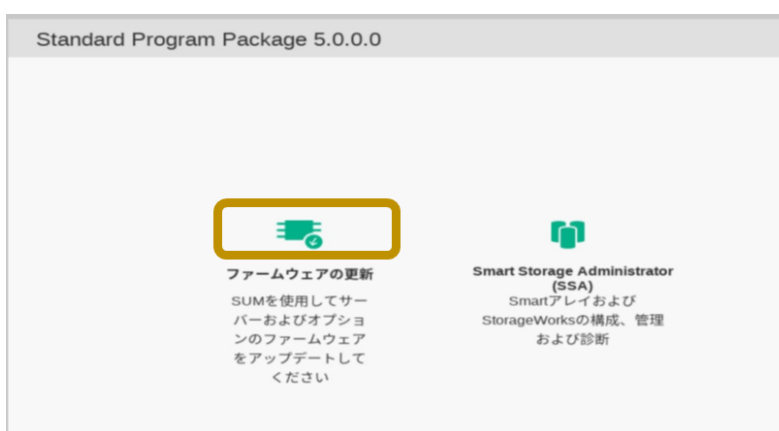 Standard Program Package 5.0.0.0
ファームウェアの更新
SUMを使用してサー
バーおよびオプショ
ンのファームウェア
をアップデートして
ください
Smart Storage Administrator
(SSA)
Smartアレイおよび
StorageWorksの構成、管理
および診断